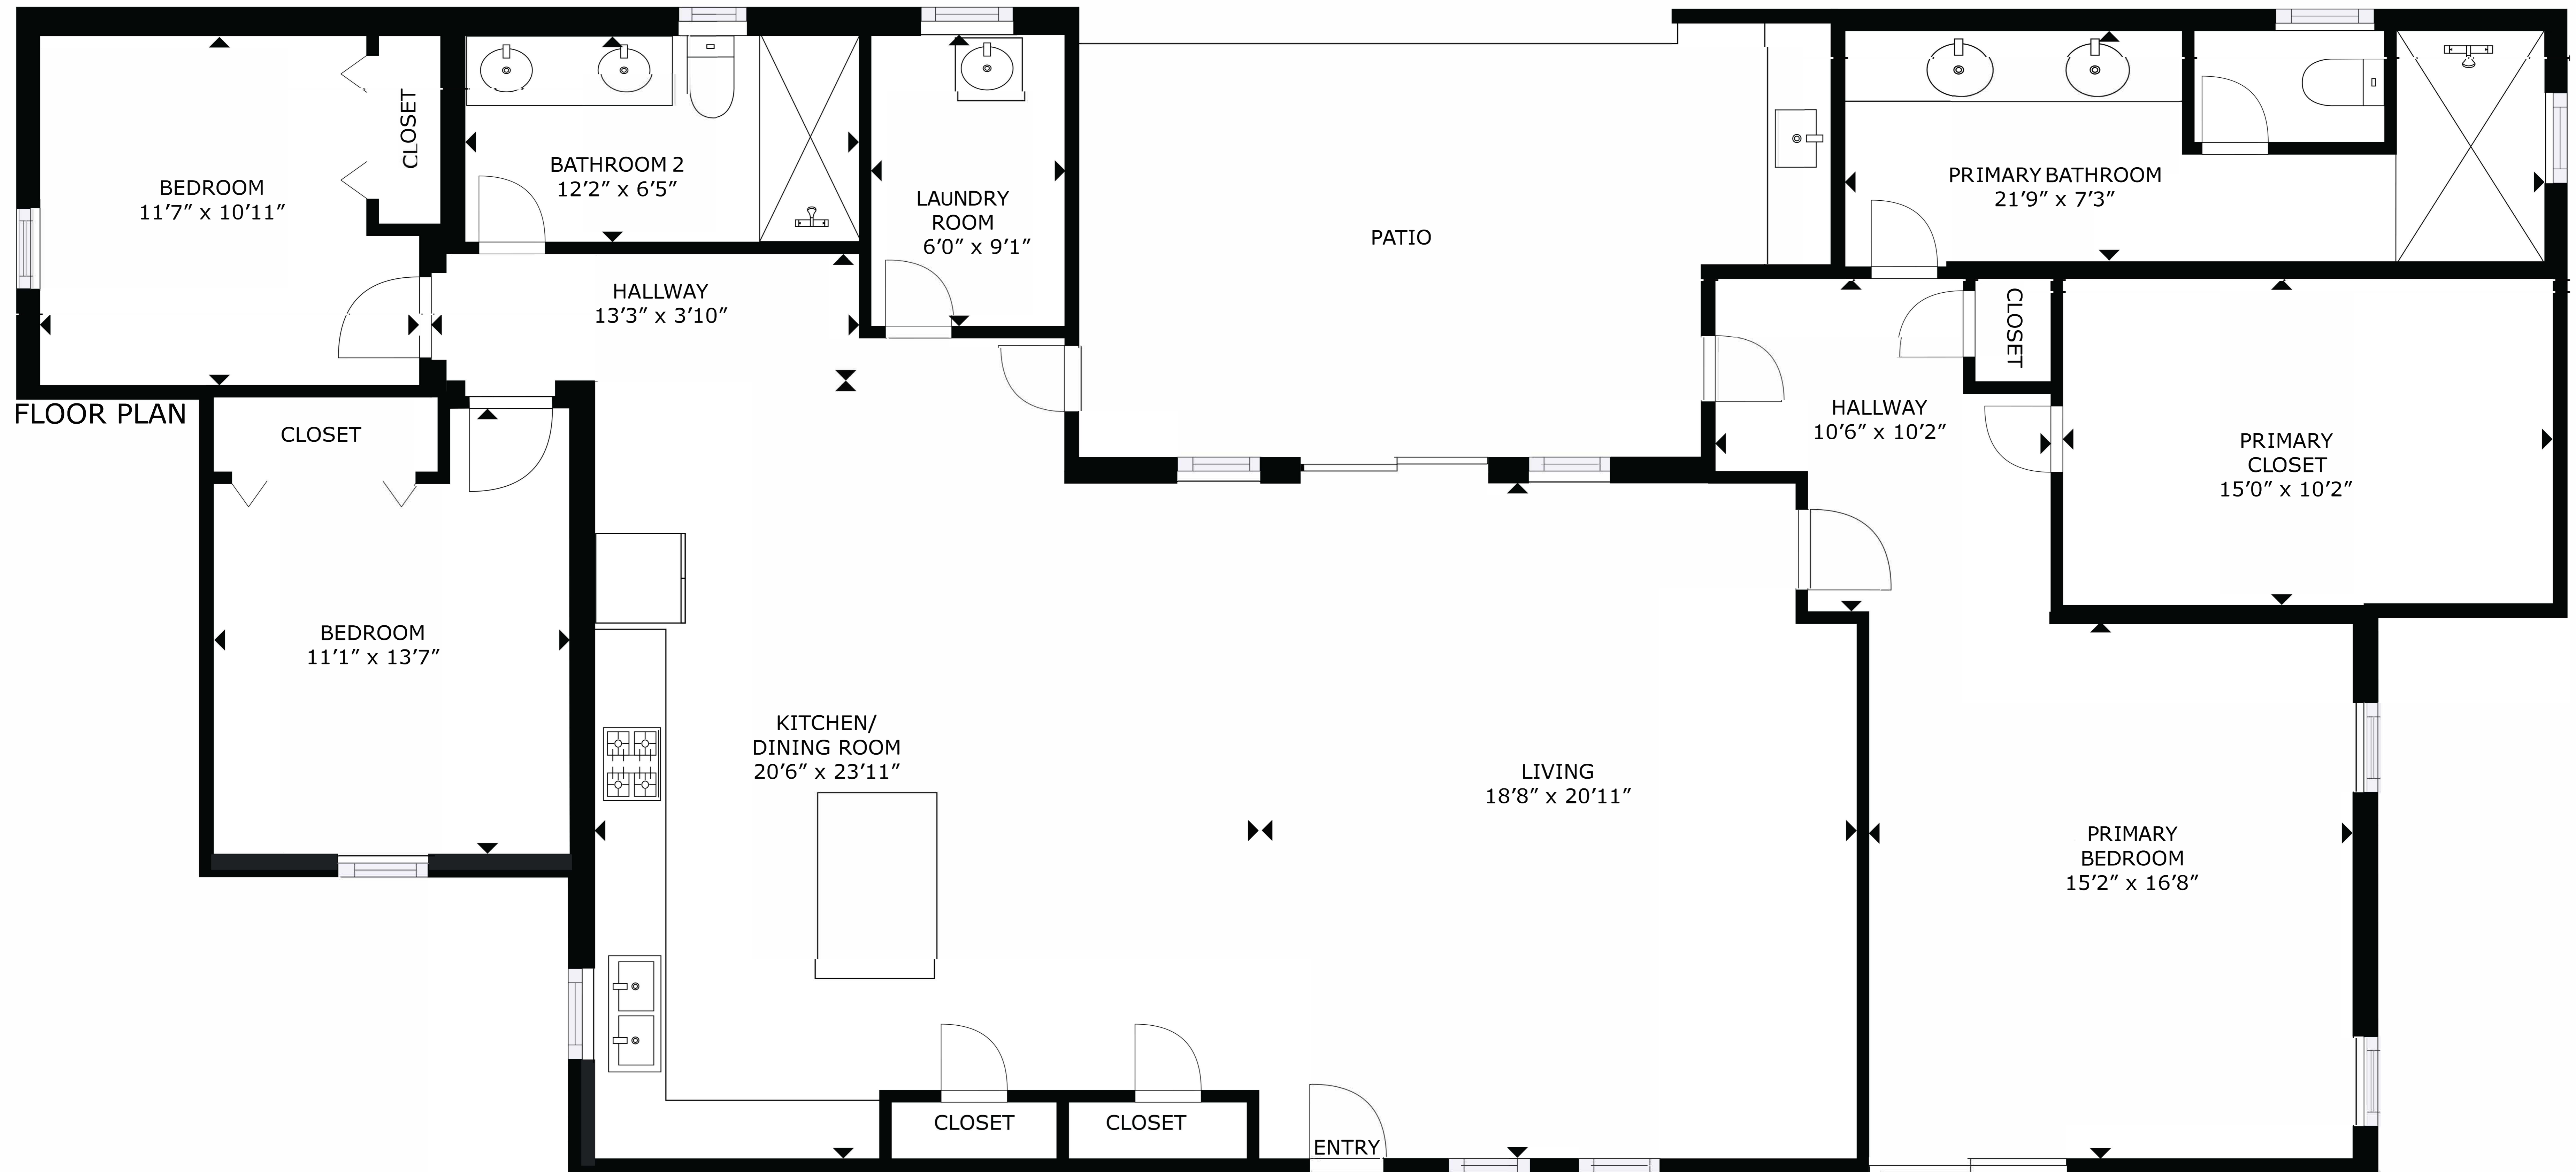 BEDROOM
11'7" x 10'11"
CLOSET
BATHROOM 2
12'2" x 6'5"
LAUNDRY
ROOM
6'0" x 9'1"
HALLWAY
13'3" x 3'10"
PATIO
PRIMARY BATHROOM
21'9" x 7'3"
CLOSET
HALLWAY
10'6" x 10'2"
PRIMARY
CLOSET
15'0" x 10'2"
FLOOR PLAN
CLOSET
BEDROOM
11'1" x 13'7"
KITCHEN/
DINING ROOM
20'6" x 23'11"
LIVING
18'8" x 20'11"
PRIMARY
BEDROOM
15'2" x 16'8"
CLOSET
CLOSET
ENTRY